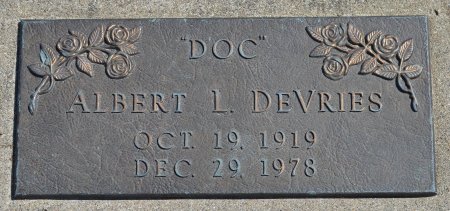 "DOC"
ALBERT L. DEVRIES
OCT. 19, 1919
DEC. 29, 1978